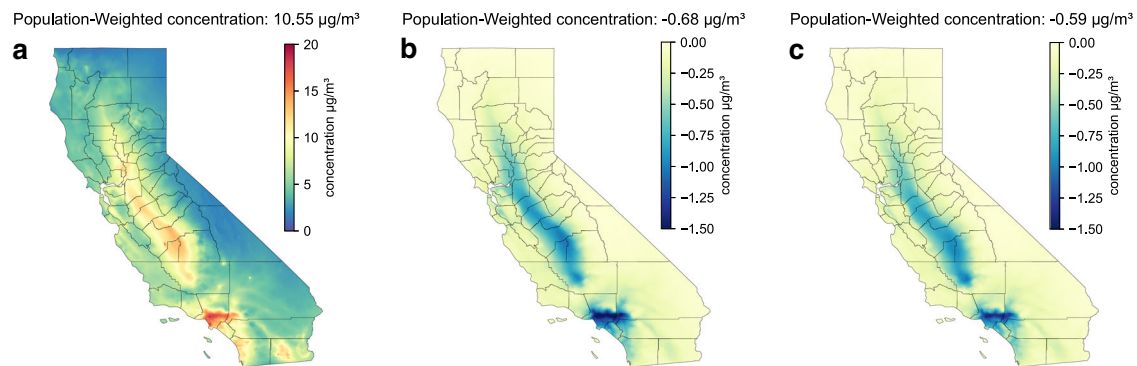 Population-Weighted concentration: 10.55 µg/m³
a
20
15
10
5
0
concentration µg/m³
Population-Weighted concentration: -0.68 µg/m³
b
0.00
−0.25
−0.50
−0.75
−1.00
−1.25
−1.50
concentration µg/m³
Population-Weighted concentration: -0.59 µg/m³
c
0.00
−0.25
−0.50
−0.75
−1.00
−1.25
−1.50
concentration µg/m³